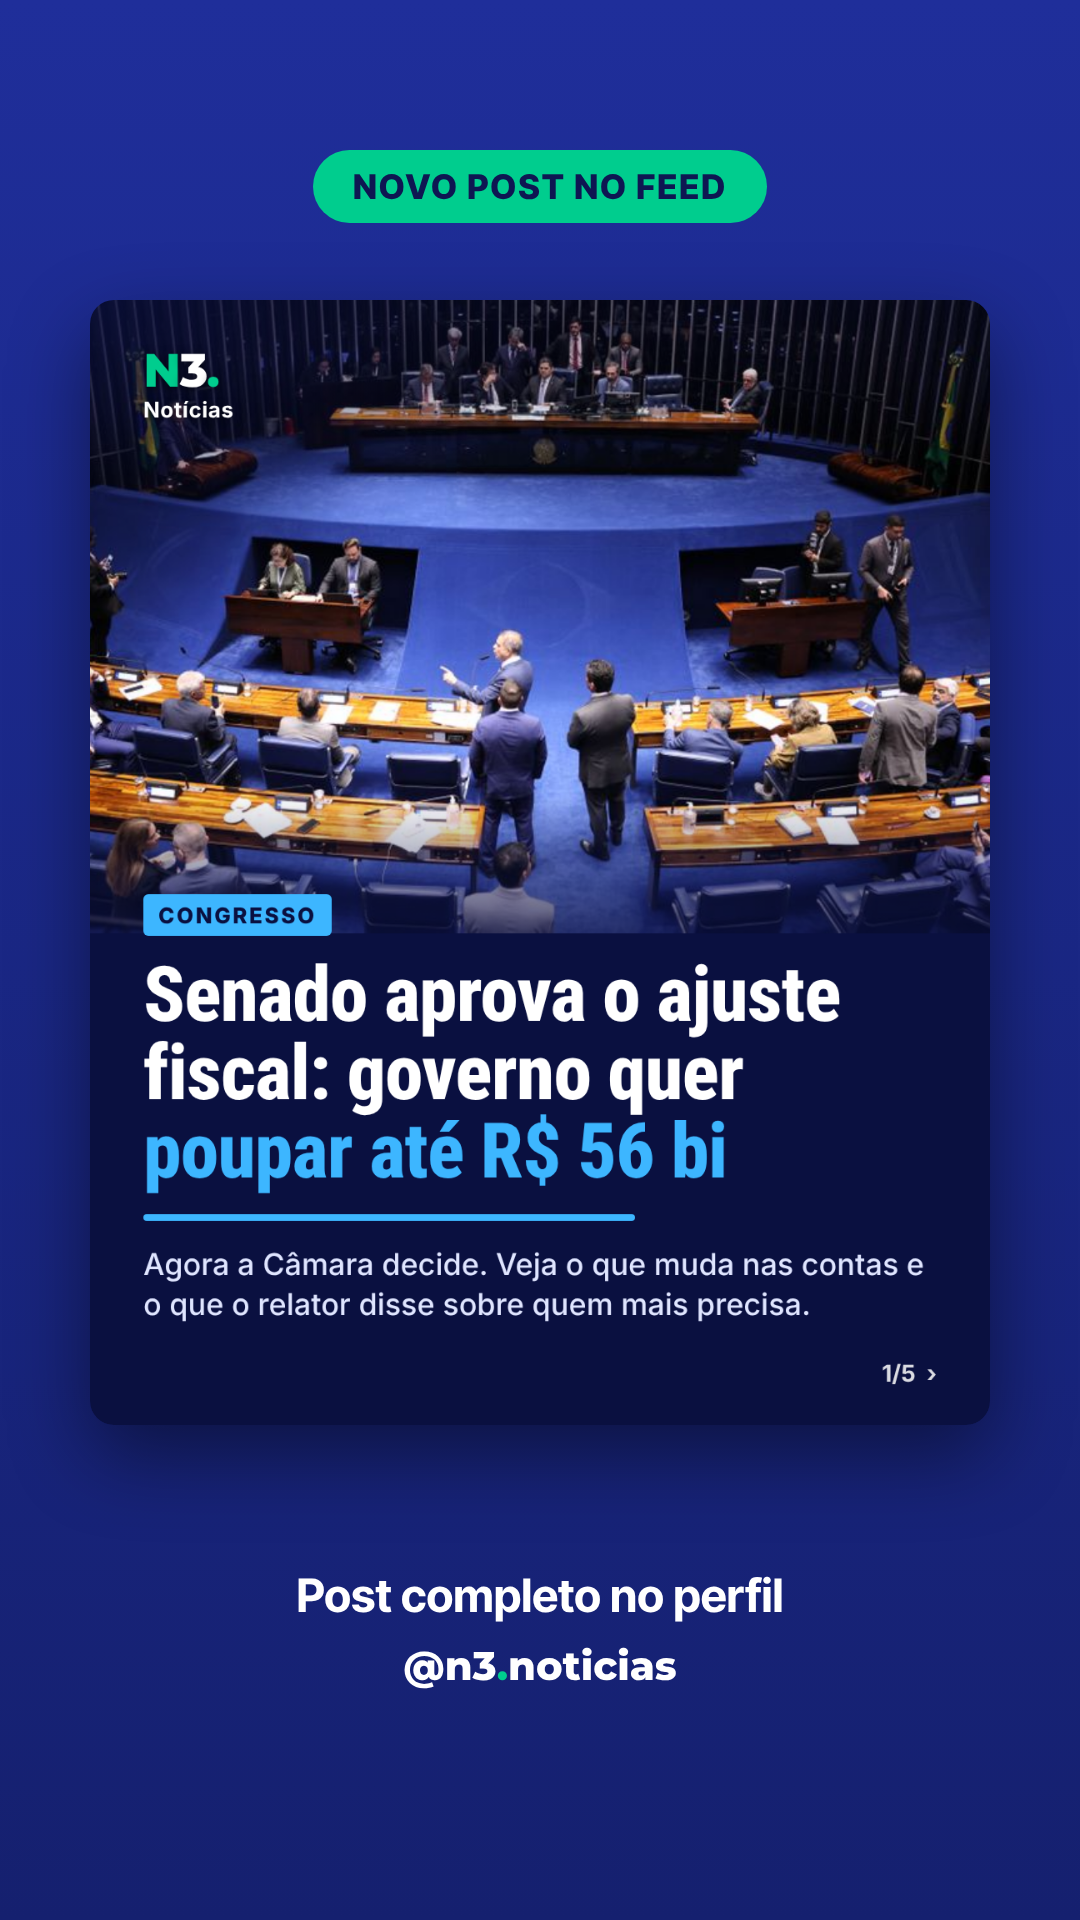 NOVO POST NO FEED
N3.
Notícias
CONGRESSO
Senado aprova o ajuste
fiscal: governo quer
poupar até R$ 56 bi
Agora a Câmara decide. Veja o que muda nas contas e
o que o relator disse sobre quem mais precisa.
1/5 ›
Post completo no perfil
@n3.noticias